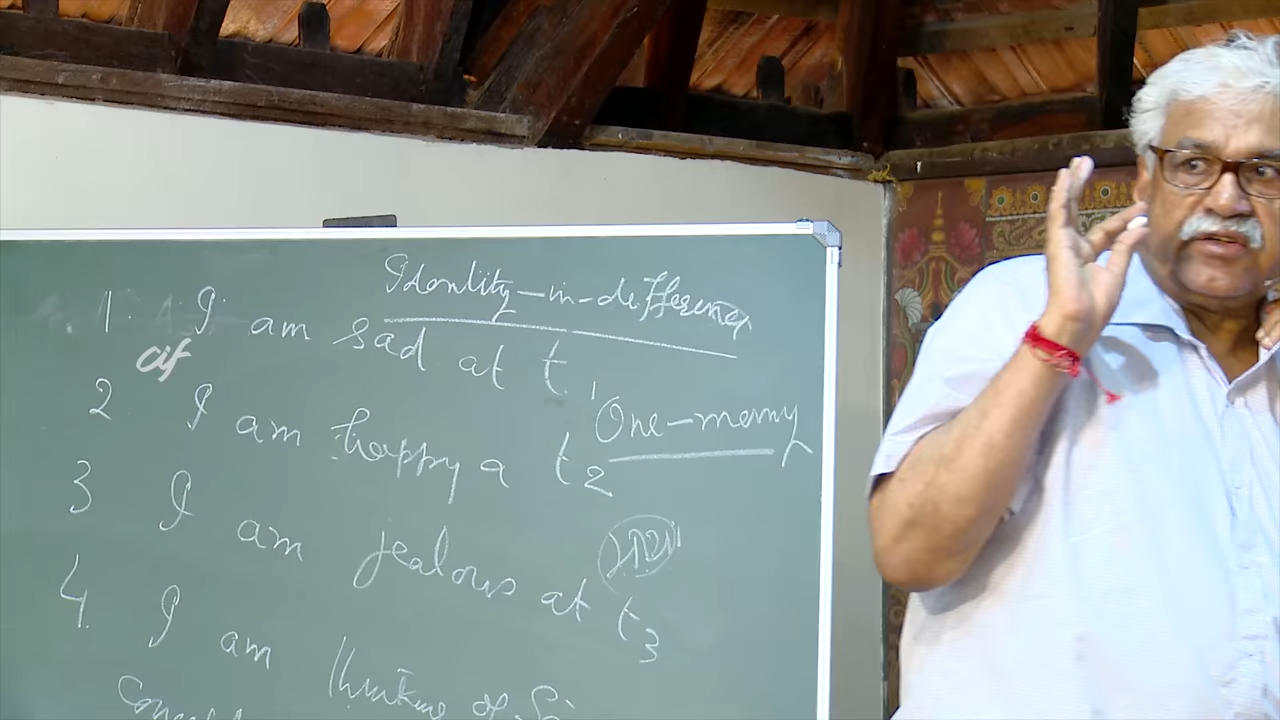 Identity-in-difference
1. I am sad at t1
cif
2 I am happy a t2
One-many
3 I am jealous at t3
4. I am thinking of